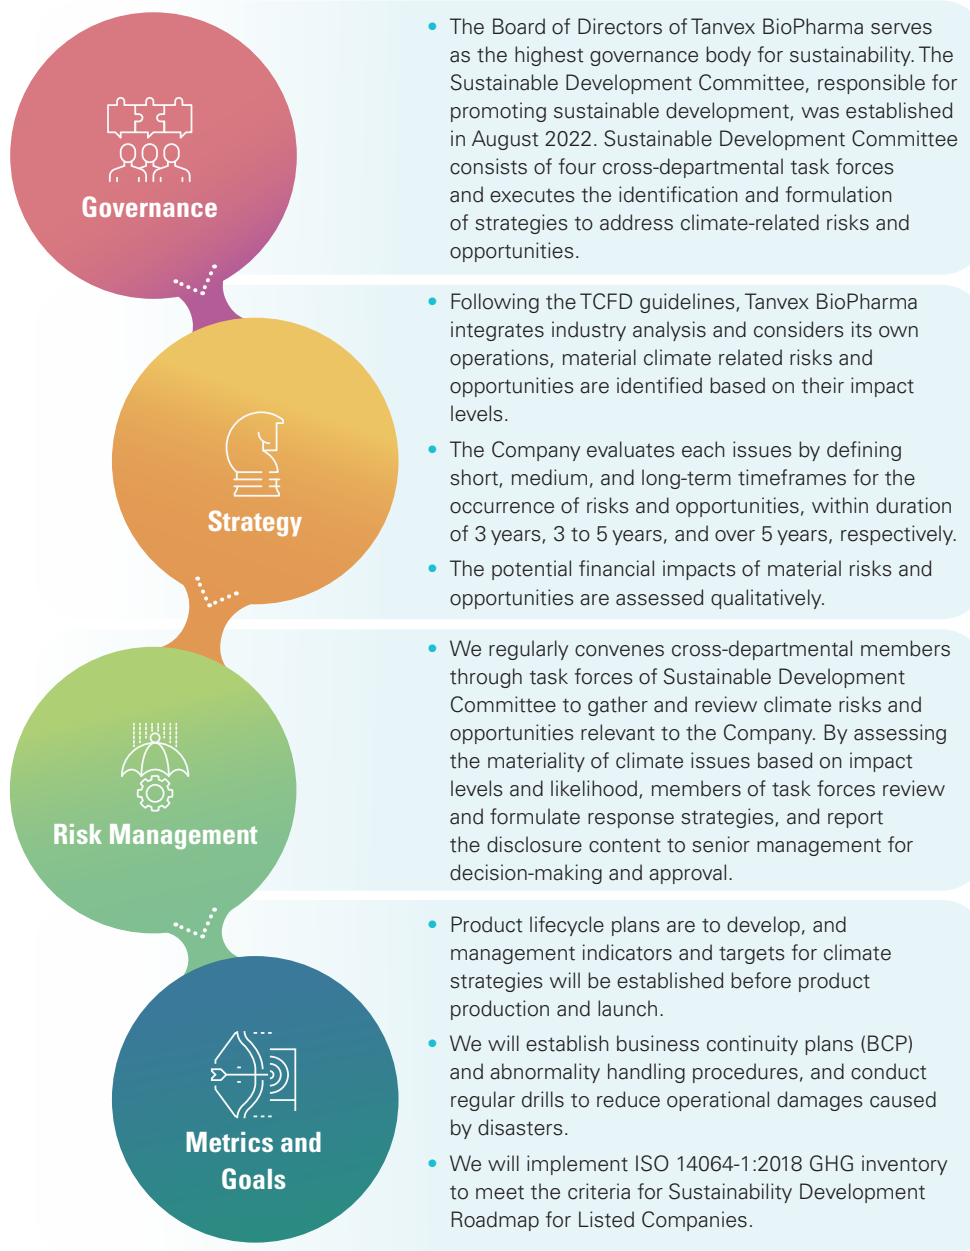 Governance
• The Board of Directors of Tanvex BioPharma serves
as the highest governance body for sustainability. The
Sustainable Development Committee, responsible for
promoting sustainable development, was established
in August 2022. Sustainable Development Committee
consists of four cross-departmental task forces
and executes the identification and formulation
of strategies to address climate-related risks and
opportunities.
Strategy
• Following the TCFD guidelines, Tanvex BioPharma
integrates industry analysis and considers its own
operations, material climate related risks and
opportunities are identified based on their impact
levels.
• The Company evaluates each issues by defining
short, medium, and long-term timeframes for the
occurrence of risks and opportunities, within duration
of 3 years, 3 to 5 years, and over 5 years, respectively.
• The potential financial impacts of material risks and
opportunities are assessed qualitatively.
Risk Management
• We regularly convenes cross-departmental members
through task forces of Sustainable Development
Committee to gather and review climate risks and
opportunities relevant to the Company. By assessing
the materiality of climate issues based on impact
levels and likelihood, members of task forces review
and formulate response strategies, and report
the disclosure content to senior management for
decision-making and approval.
Metrics and
Goals
• Product lifecycle plans are to develop, and
management indicators and targets for climate
strategies will be established before product
production and launch.
• We will establish business continuity plans (BCP)
and abnormality handling procedures, and conduct
regular drills to reduce operational damages caused
by disasters.
• We will implement ISO 14064-1:2018 GHG inventory
to meet the criteria for Sustainability Development
Roadmap for Listed Companies.